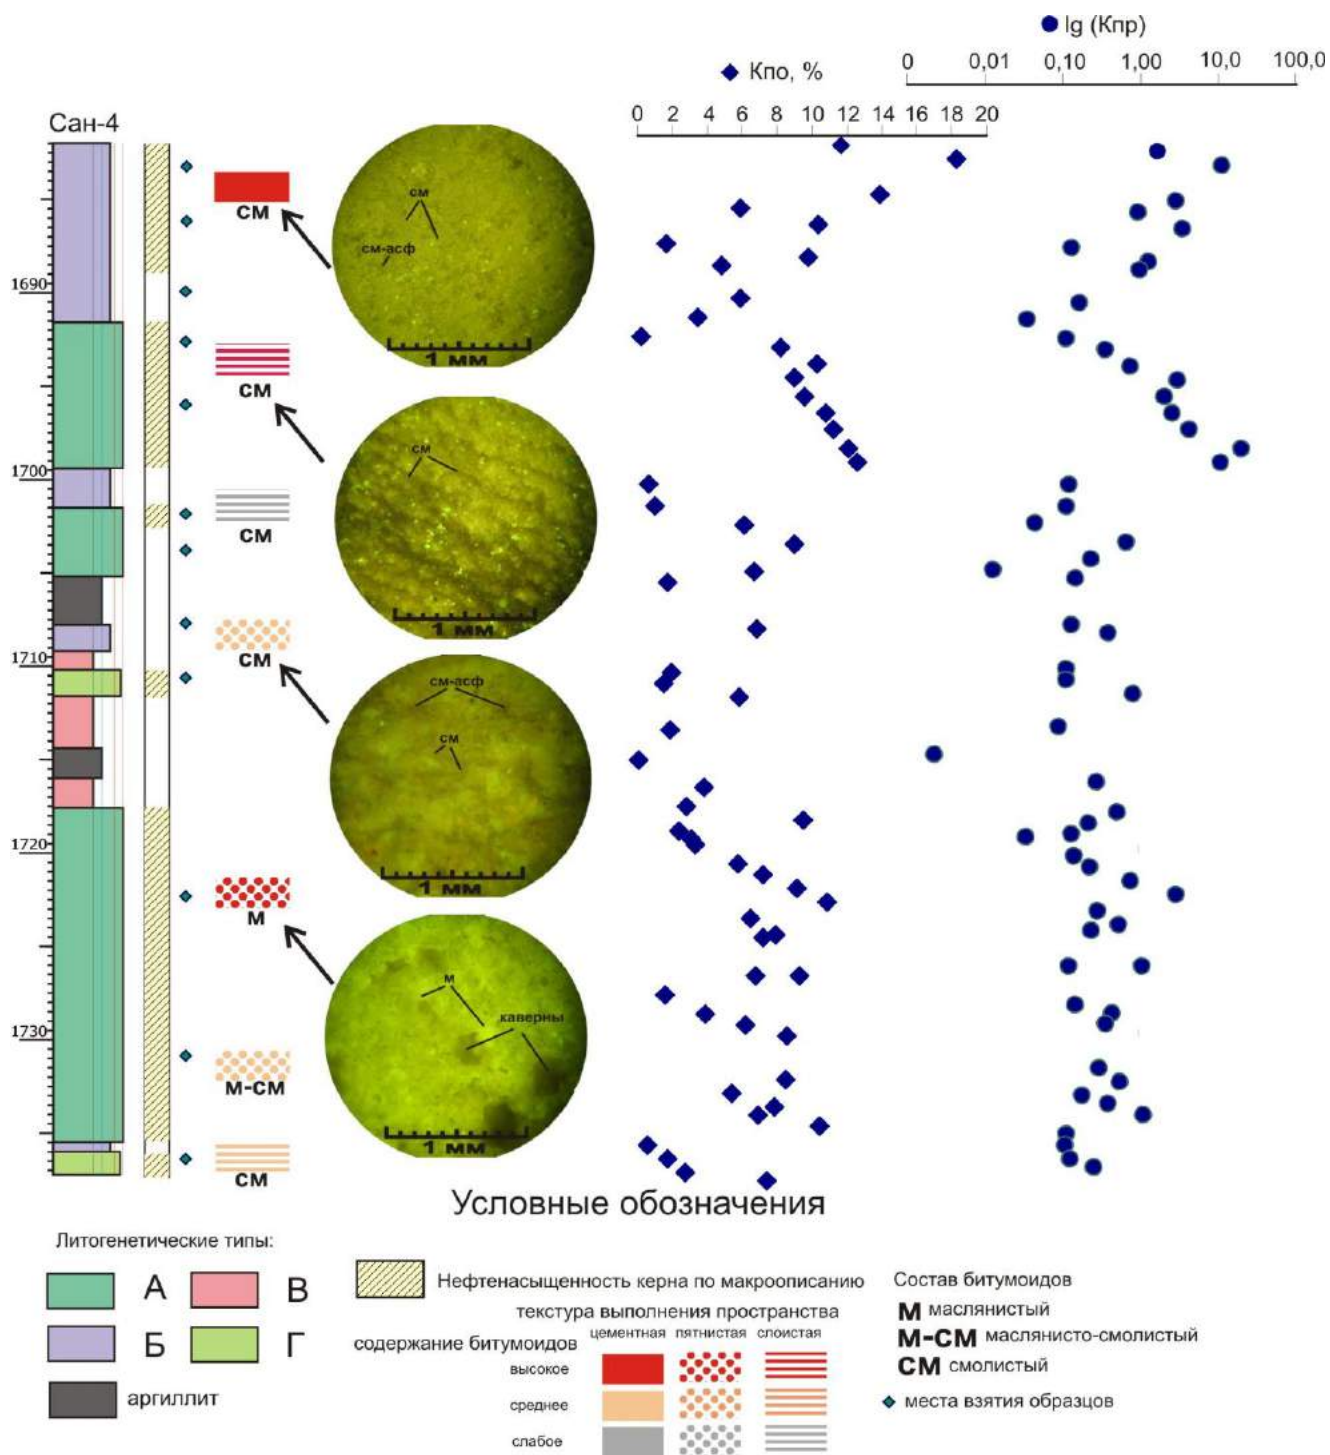 lg (Кпр)
0 0,01 0,10 1,00 10,0 100,0
Кпо, %
0 2 4 6 8 10 12 14 16 18 20
Сан-4
1690
1700
1710
1720
1730
см
см-асф
1 мм
см
см
1 мм
см
см
см-асф
см
1 мм
см
м
каверны
1 мм
м
м-см
см
Условные обозначения
Литогенетические типы:
А
В
Б
Г
аргиллит
Нефтенасыщенность керна по макроописанию
текстура выполнения пространства
содержание битумоидов
цементная пятнистая слоистая
высокое
среднее
слабое
Состав битумоидов
м маслянистый
м-см маслянисто-смолистый
см смолистый
места взятия образцов